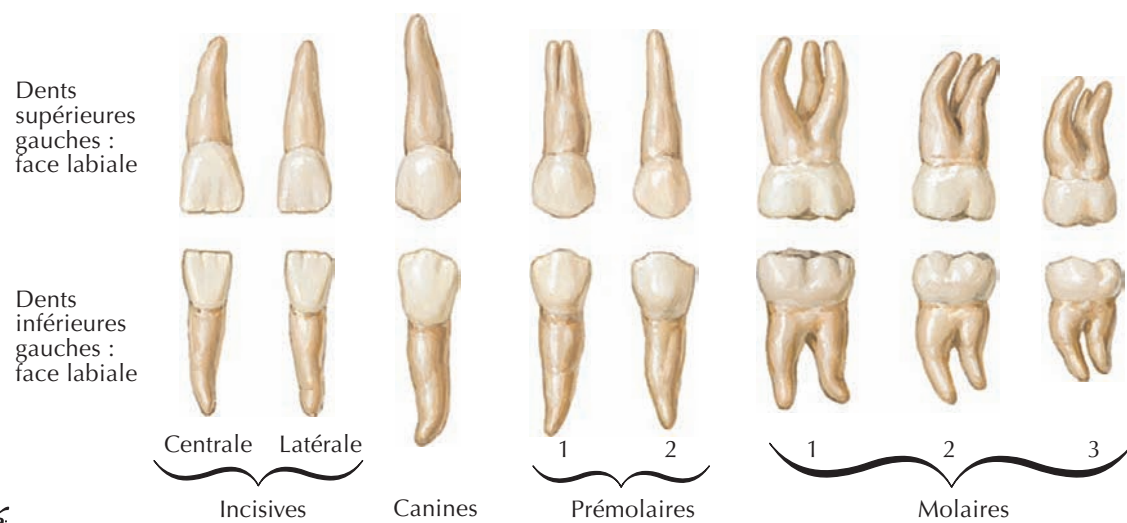 Dents
supérieures
gauches :
face labiale
Dents
inférieures
gauches :
face labiale
Centrale Latérale 1 2 1 2 3
Incisives Canines Prémolaires Molaires